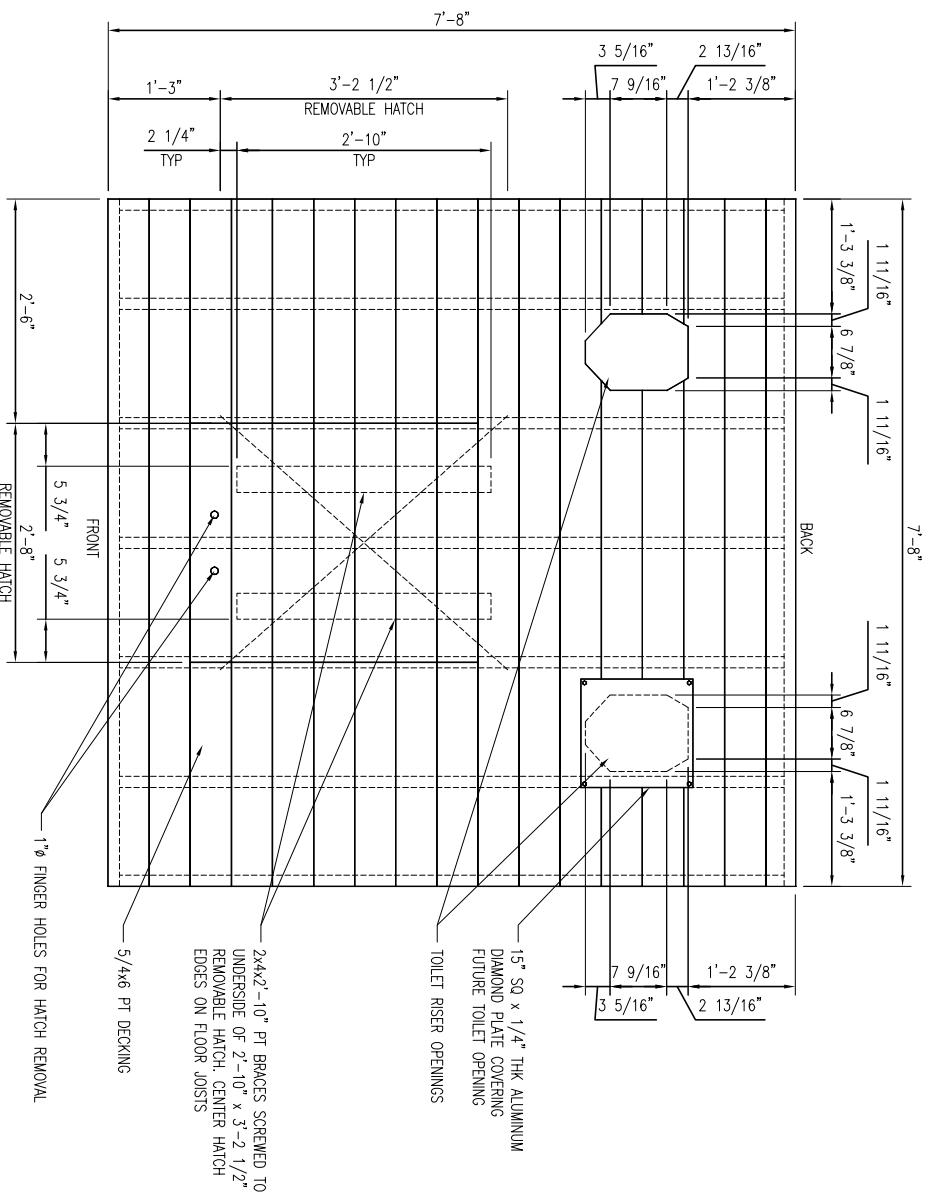 7'-8"
3 5/16"
2 13/16"
1'-3"
3'-2 1/2"
REMOVABLE HATCH
7 9/16"
1'-2 3/8"
2 1/4"
TYP
2'-10"
TYP
7'-8"
BACK
1'-3 3/8"
1 11/16"
6 7/8"
1 11/16"
1 11/16"
6 7/8"
1 11/16"
1'-3 3/8"
2'-6"
FRONT
5 3/4"
5 3/4"
2'-8"
REMOVABLE HATCH
7 9/16"
1'-2 3/8"
3 5/16"
2 13/16"
15" SQ x 1/4" THK ALUMINUM
DIAMOND PLATE COVERING
FUTURE TOILET OPENING
TOILET RISER OPENINGS
2x4x2'-10" PT BRACES SCREWED TO
UNDERSIDE OF 2'-10" x 3'-2 1/2"
REMOVABLE HATCH. CENTER HATCH
EDGES ON FLOOR JOISTS
5/4x6 PT DECKING
1"ø FINGER HOLES FOR HATCH REMOVAL